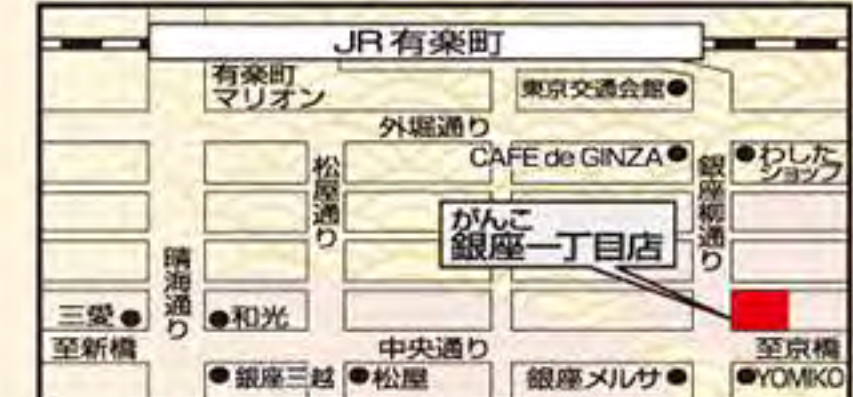 JR有楽町
有楽町
マリオン
東京交通会館
外堀通り
松屋通り
CAFE de GINZA
銀座柳通り
わした
ショップ
がんこ
銀座一丁目店
晴海通り
三愛
和光
至新橋
中央通り
至京橋
銀座三越
松屋
銀座メルサ
YOMIKO